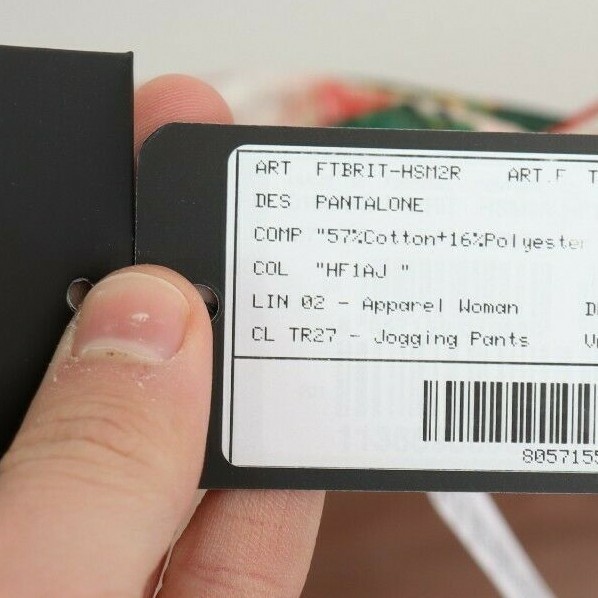 ART FTBRIT-HSM2R ART.F T
DES PANTALONE
COMP "57%Cotton+16%Polyester
COL "HF1AJ "
LIN 02 - Apparel Woman D
CL TR27 - Jogging Pants
805715